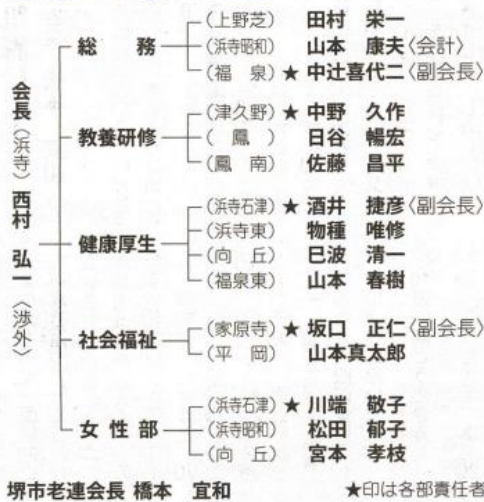 会長（浜寺）西村 弘一〈渉外〉
総務
（上野芝） 田村 栄一
（浜寺昭和） 山本 康夫〈会計〉
（福泉）★ 中辻喜代二〈副会長〉
教養研修
（津久野）★ 中野 久作
（鳳） 日谷 暢宏
（鳳南） 佐藤 昌平
健康厚生
（浜寺石津）★ 酒井 捷彦〈副会長〉
（浜寺東） 物種 唯修
（向丘） 巳波 清一
（福泉東） 山本 春樹
社会福祉
（家原寺）★ 坂口 正仁〈副会長〉
（平岡） 山本真太郎
女性部
（浜寺石津）★ 川端 敬子
（浜寺昭和） 松田 郁子
（向丘） 宮本 孝枝
堺市老連会長 橋本 宜和
★印は各部責任者